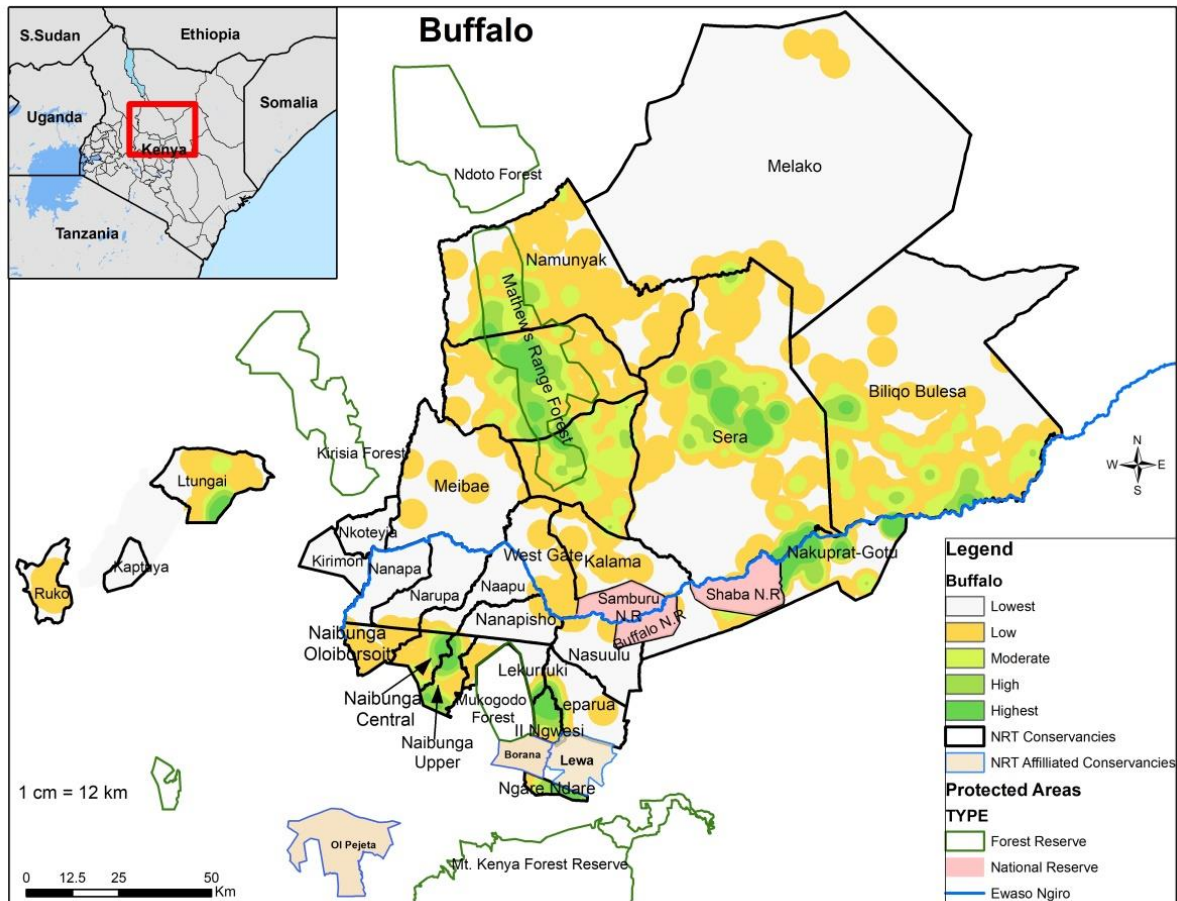 Buffalo
S.Sudan
Ethiopia
Somalia
Uganda
Kenya
Tanzania
Ndoto Forest
Melako
Namunyak
Mathews Range Forest
Biliqo Bulesa
Sera
Kirisia Forest
Ltungai
Meibae
N
W E
S
Nkoteyia
Kirimon
Kaptuya
Ruko
West Gate
Kalama
Nakuprat-Gotu
Nanapa
Naapu
Narupa
Samburu
N.R
Shaba N.R
Nanapisho
Buffalo N.R
Naibunga
Oloiborsoit
Nasuulu
Lekurruki
Naibunga
Central
Mukogodo
Forest
Leparua
Il Ngwesi
Naibunga
Upper
Borana
Lewa
Ngare Ndare
1 cm = 12 km
Ol Pejeta
Mt. Kenya Forest Reserve
0 12.5 25 50
Km
Legend
Buffalo
Lowest
Low
Moderate
High
Highest
NRT Conservancies
NRT Affilliated Conservancies
Protected Areas
TYPE
Forest Reserve
National Reserve
Ewaso Ngiro